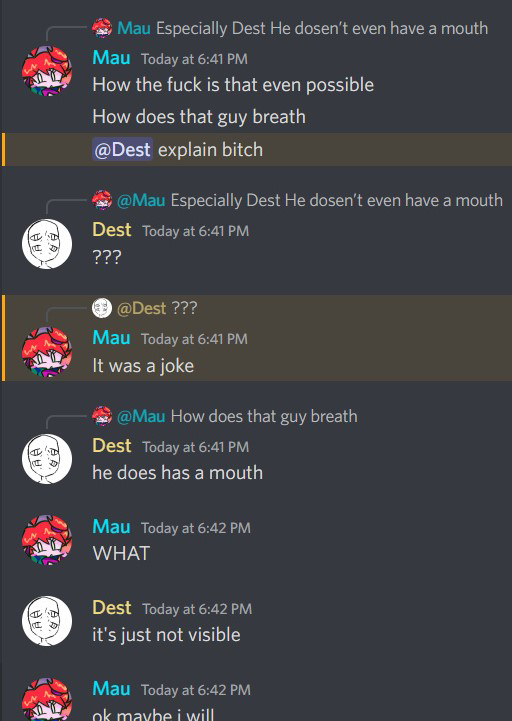 Mau Especially Dest He dosen't even have a mouth
Mau Today at 6:41 PM
How the fuck is that even possible
How does that guy breath
@Dest explain bitch
@Mau Especially Dest He dosen't even have a mouth
Dest Today at 6:41 PM
???
@Dest ???
Mau Today at 6:41 PM
It was a joke
@Mau How does that guy breath
Dest Today at 6:41 PM
he does has a mouth
Mau Today at 6:42 PM
WHAT
Dest Today at 6:42 PM
it's just not visible
Mau Today at 6:42 PM
ok maybe i will